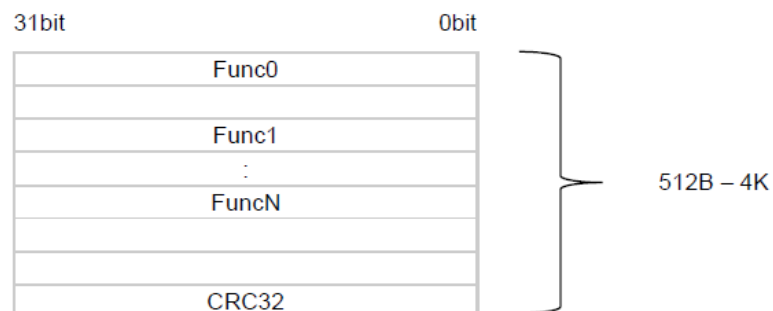 31bit 0bit
Func0
Func1
:
FuncN
512B – 4K
CRC32